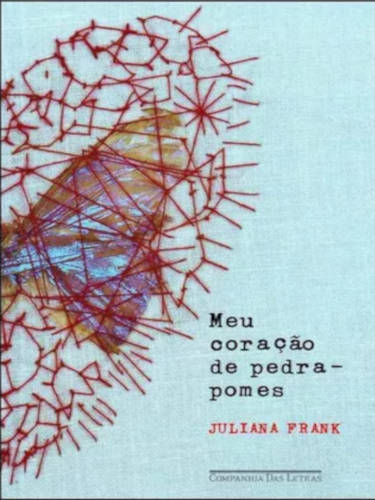 Meu
coração
de pedra-
pomes
JULIANA FRANK
COMPANHIA DAS LETRAS